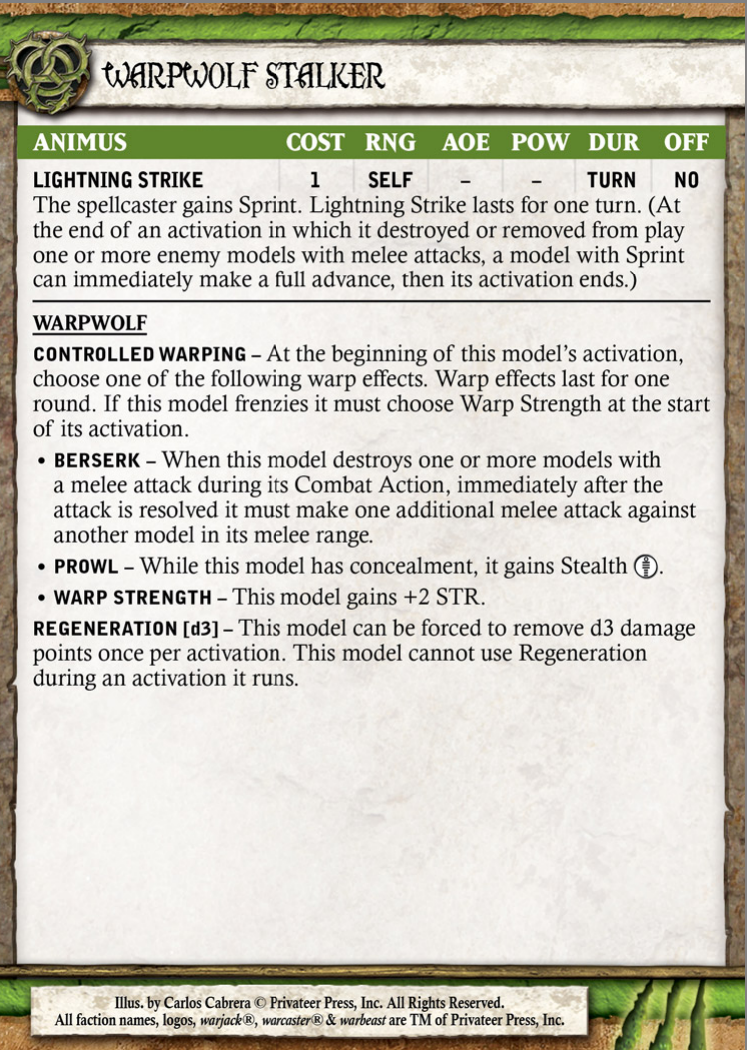 WARPWOLF STALKER
ANIMUS COST RNG AOE POW DUR OFF
LIGHTNING STRIKE 1 SELF – – TURN NO
The spellcaster gains Sprint. Lightning Strike lasts for one turn. (At
the end of an activation in which it destroyed or removed from play
one or more enemy models with melee attacks, a model with Sprint
can immediately make a full advance, then its activation ends.)
WARPWOLF
CONTROLLED WARPING – At the beginning of this model's activation,
choose one of the following warp effects. Warp effects last for one
round. If this model frenzies it must choose Warp Strength at the start
of its activation.
• BERSERK – When this model destroys one or more models with
a melee attack during its Combat Action, immediately after the
attack is resolved it must make one additional melee attack against
another model in its melee range.
• PROWL – While this model has concealment, it gains Stealth .
• WARP STRENGTH – This model gains +2 STR.
REGENERATION [d3] – This model can be forced to remove d3 damage
points once per activation. This model cannot use Regeneration
during an activation it runs.
Illus. by Carlos Cabrera © Privateer Press, Inc. All Rights Reserved.
All faction names, logos, warjack®, warcaster® & warbeast are TM of Privateer Press, Inc.